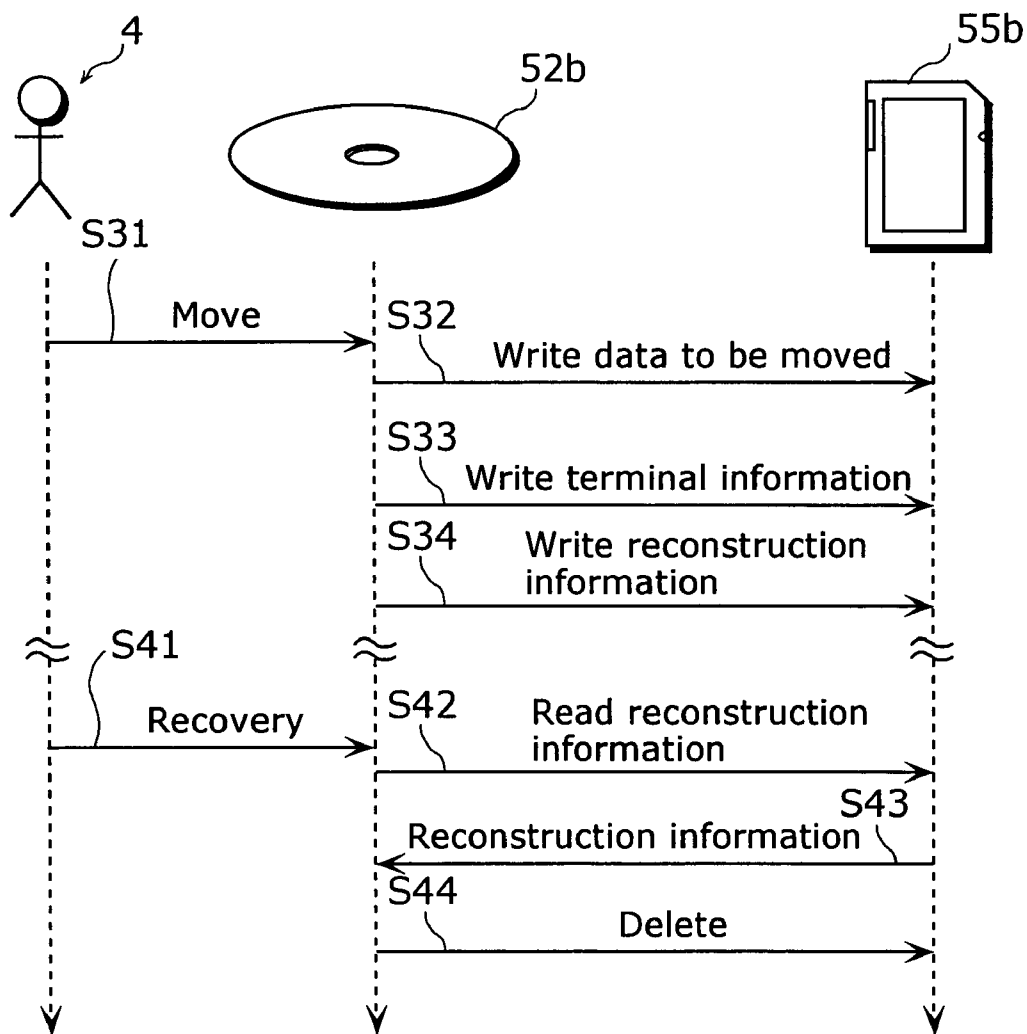 4
52b
55b
S31
Move
S32
Write data to be moved
S33
Write terminal information
S34
Write reconstruction
information
S41
Recovery
S42
Read reconstruction
information
S43
Reconstruction information
S44
Delete